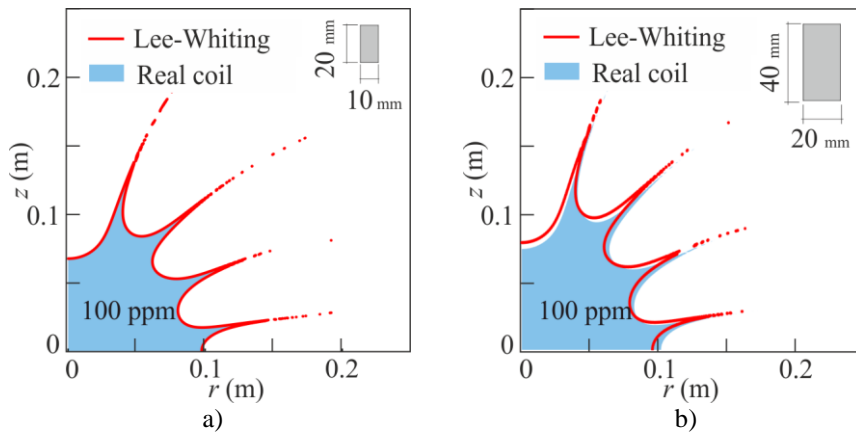 Lee-Whiting
Real coil
20 mm
10 mm
0.2
0.1
0
z (m)
100 ppm
0 0.1 0.2
r (m)
a)
Lee-Whiting
Real coil
40 mm
20 mm
0.2
0.1
0
z (m)
100 ppm
0 0.1 0.2
r (m)
b)